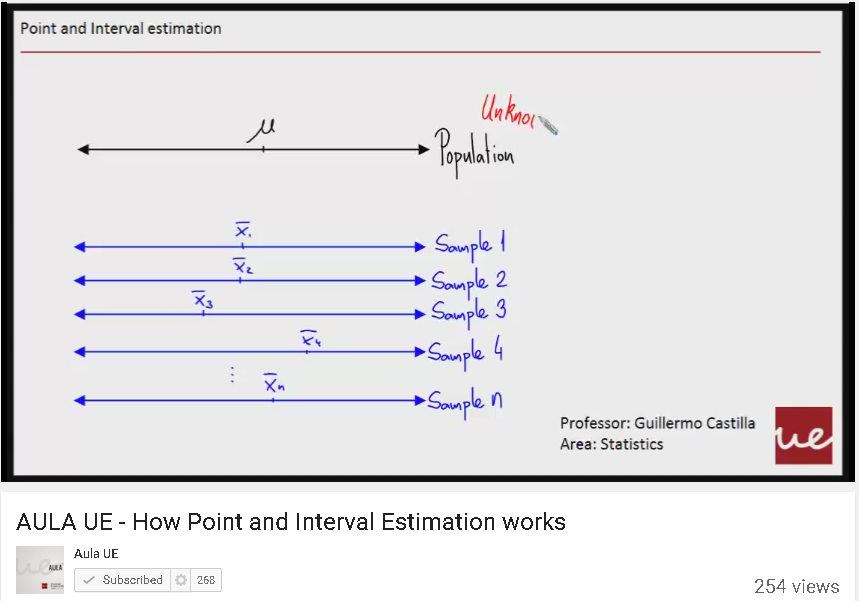 Point and Interval estimation
Unkno
μ
Population
x̄₁
Sample 1
x̄₂
Sample 2
x̄₃
Sample 3
x̄₄
Sample 4
⋮
x̄ₙ
Sample n
Professor: Guillermo Castilla
Area: Statistics
ue
AULA UE - How Point and Interval Estimation works
AULA
Aula UE
Subscribed 268
254 views